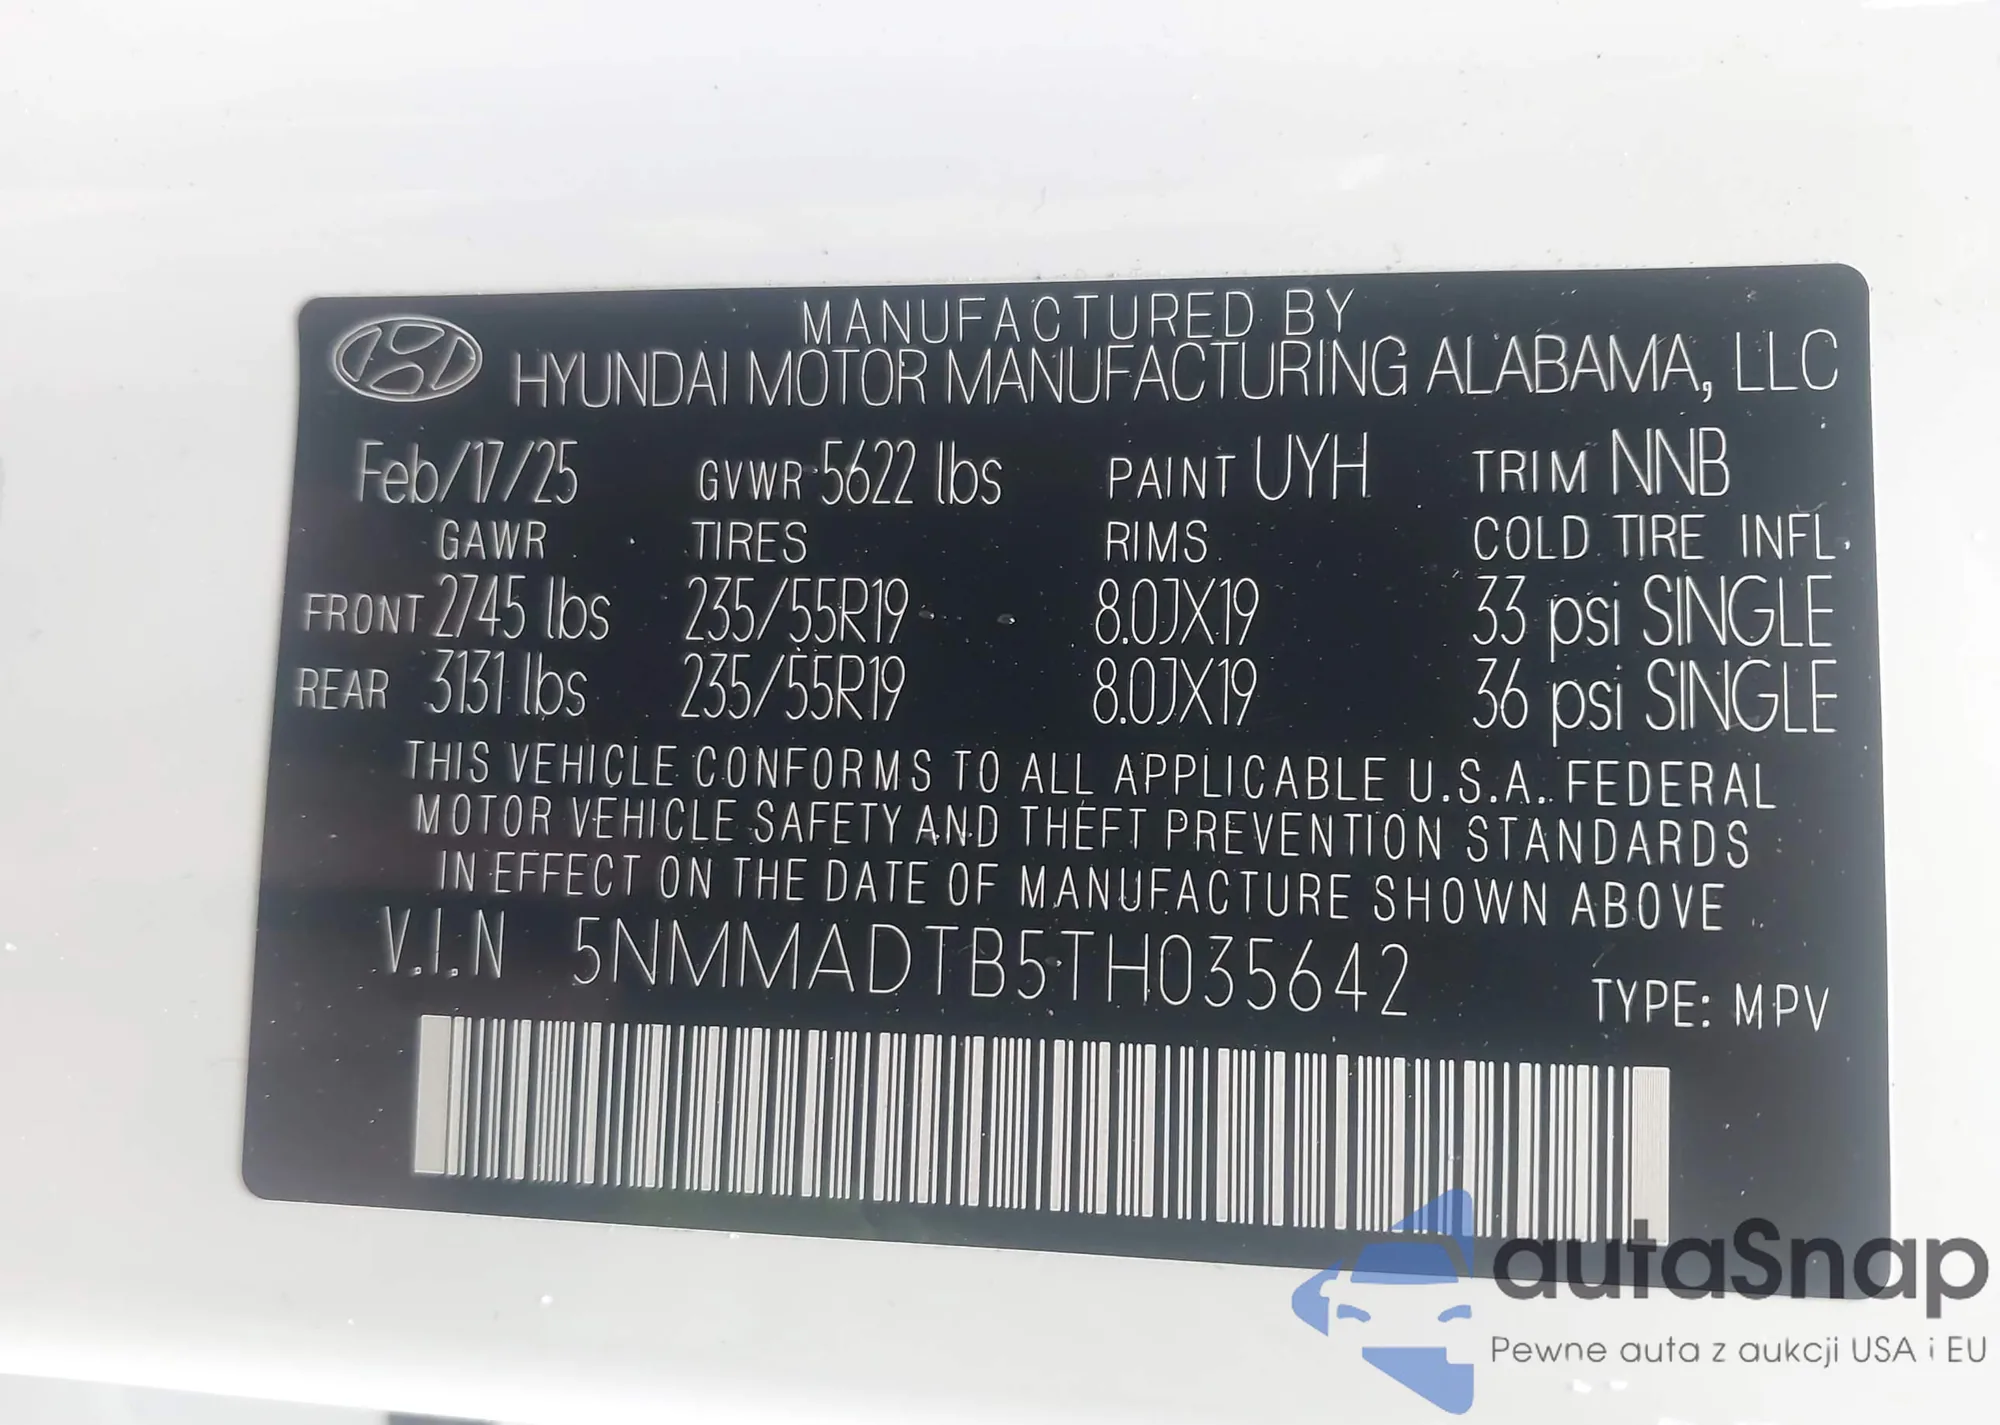 MANUFACTURED BY
HYUNDAI MOTOR MANUFACTURING ALABAMA, LLC
Feb/17/25 GVWR 5622 lbs PAINT UYH TRIM NNB
GAWR TIRES RIMS COLD TIRE INFL.
FRONT 2745 lbs 235/55R19 8.0JX19 33 psi SINGLE
REAR 3131 lbs 235/55R19 8.0JX19 36 psi SINGLE
THIS VEHICLE CONFORMS TO ALL APPLICABLE U.S.A. FEDERAL
MOTOR VEHICLE SAFETY AND THEFT PREVENTION STANDARDS
IN EFFECT ON THE DATE OF MANUFACTURE SHOWN ABOVE.
V.I.N 5NMMADTB5TH035642
TYPE: MPV
autaSnap
Pewne auta z aukcji USA i EU